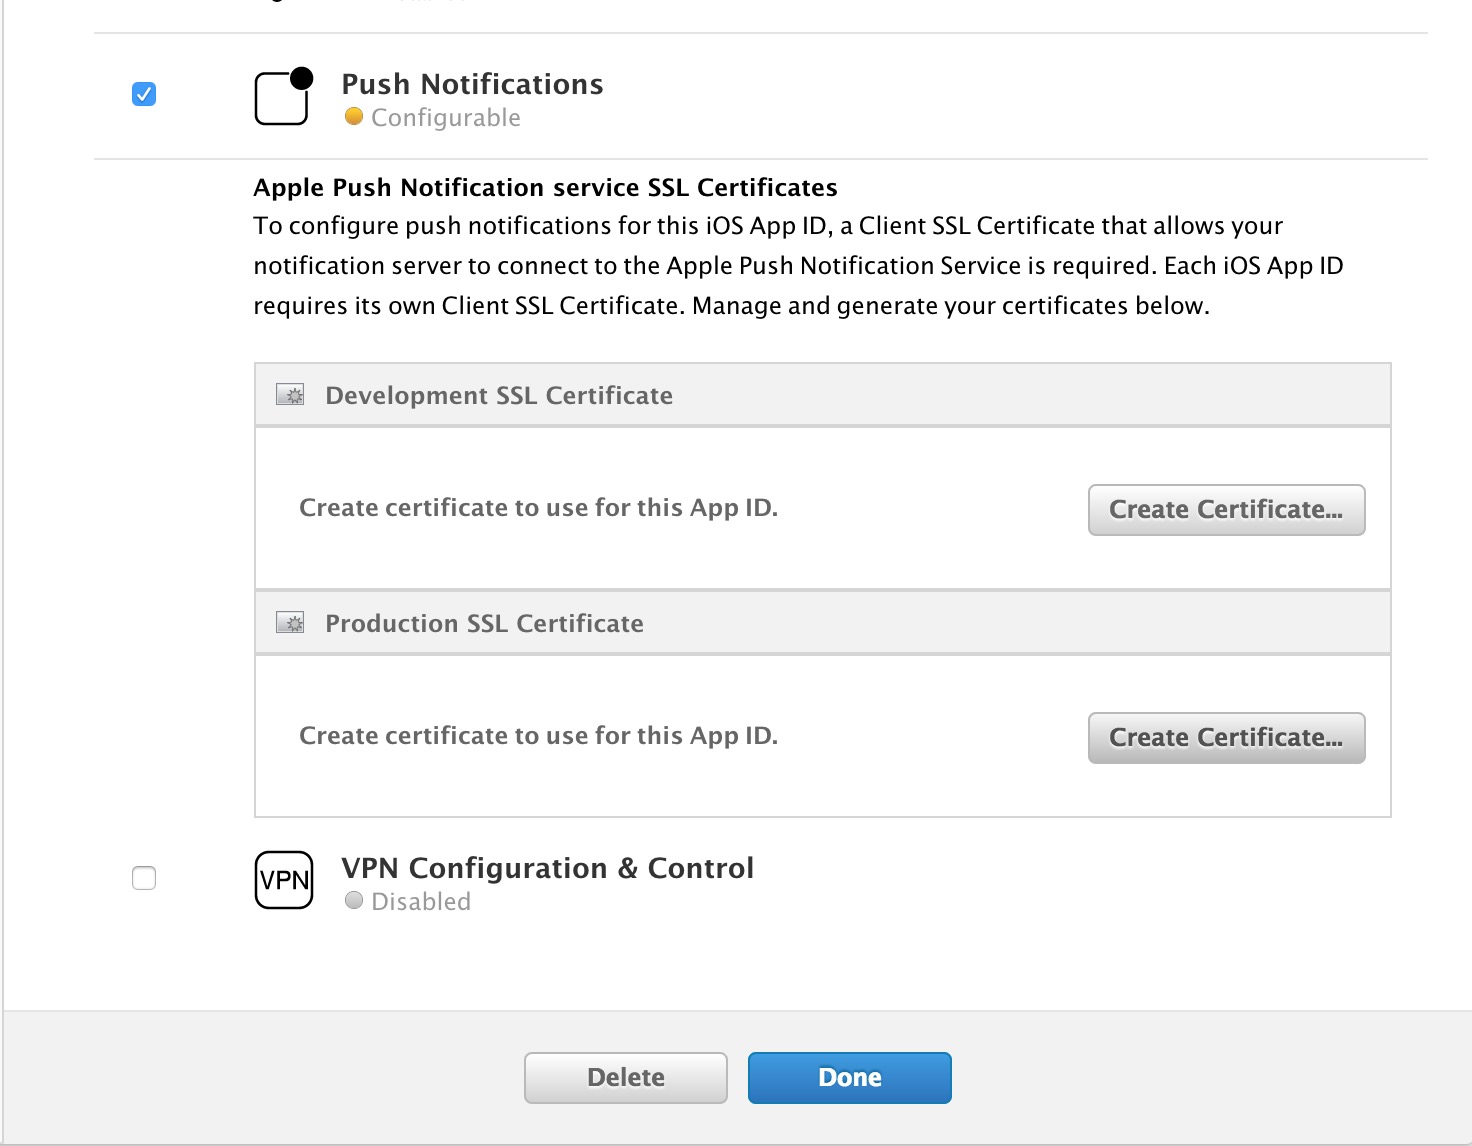 Push Notifications
Configurable
Apple Push Notification service SSL Certificates
To configure push notifications for this iOS App ID, a Client SSL Certificate that allows your
notification server to connect to the Apple Push Notification Service is required. Each iOS App ID
requires its own Client SSL Certificate. Manage and generate your certificates below.
Development SSL Certificate
Create certificate to use for this App ID.
Create Certificate...
Production SSL Certificate
Create certificate to use for this App ID.
Create Certificate...
VPN
VPN Configuration & Control
Disabled
Delete
Done